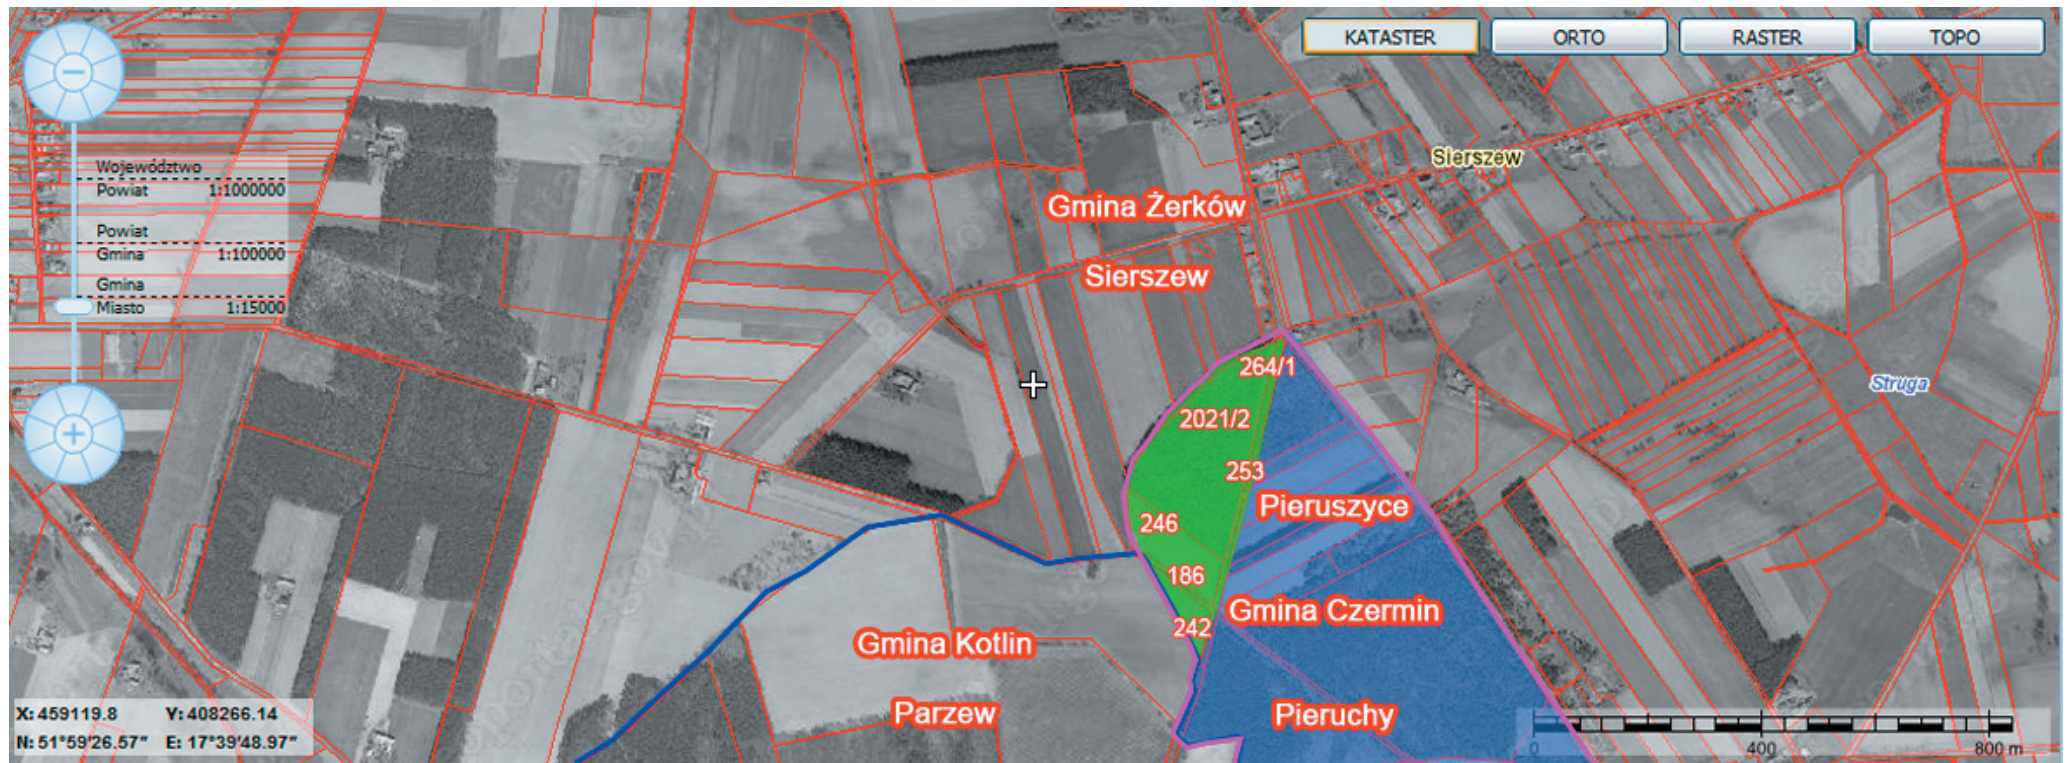 KATASTER ORTO RASTER TOPO
Województwo
Powiat 1:1000000
Powiat
Gmina 1:100000
Gmina
Miasto 1:15000
Sierszew
Gmina Żerków
Sierszew
264/1
Struga
2021/2
253
Pieruszyce
246
186
Gmina Czermin
242
Gmina Kotlin
Parzew
Pieruchy
X: 459119.8 Y: 408266.14
N: 51°59'26.57" E: 17°39'48.97"
0 400 800 m